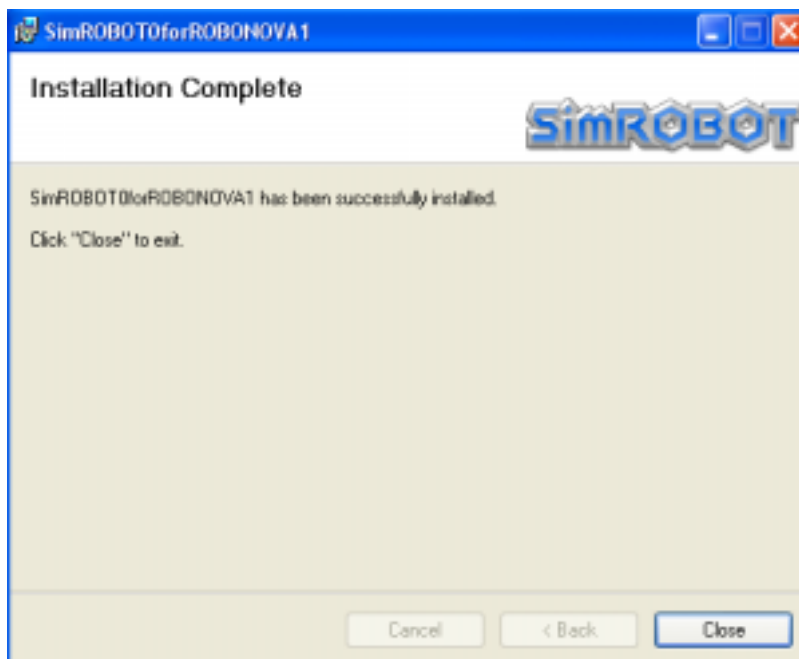 SimROBOT0forROBONOVA1
Installation Complete
SimROBOT
SimROBOT0forROBONOVA1 has been successfully installed.
Click "Close" to exit.
Cancel
< Back
Close